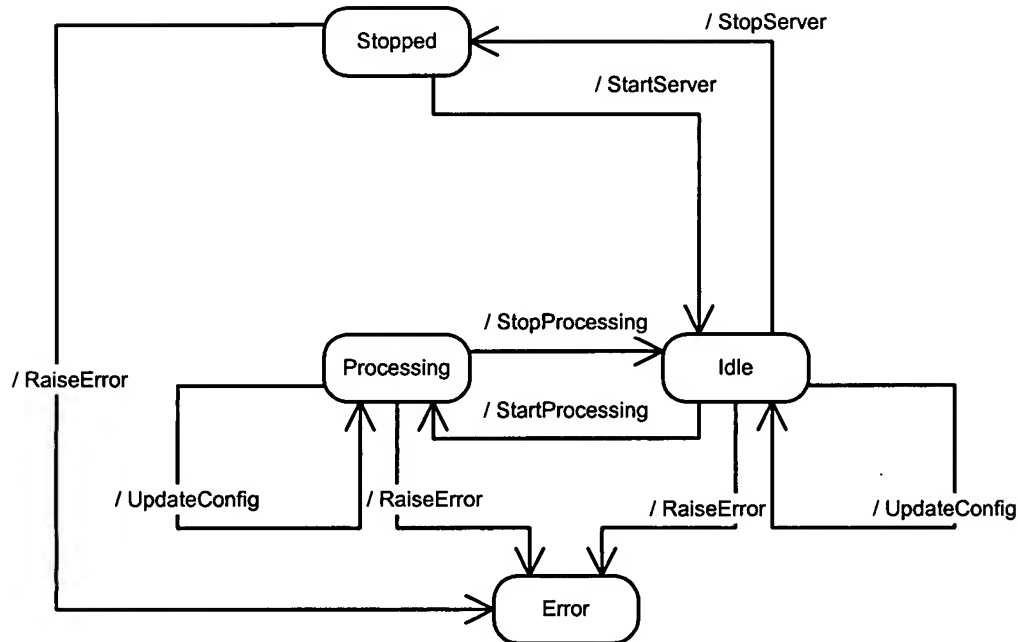 / StopServer
Stopped
/ StartServer
/ StopProcessing
Processing
Idle
/ RaiseError
/ StartProcessing
/ UpdateConfig
/ RaiseError
/ RaiseError
/ UpdateConfig
Error